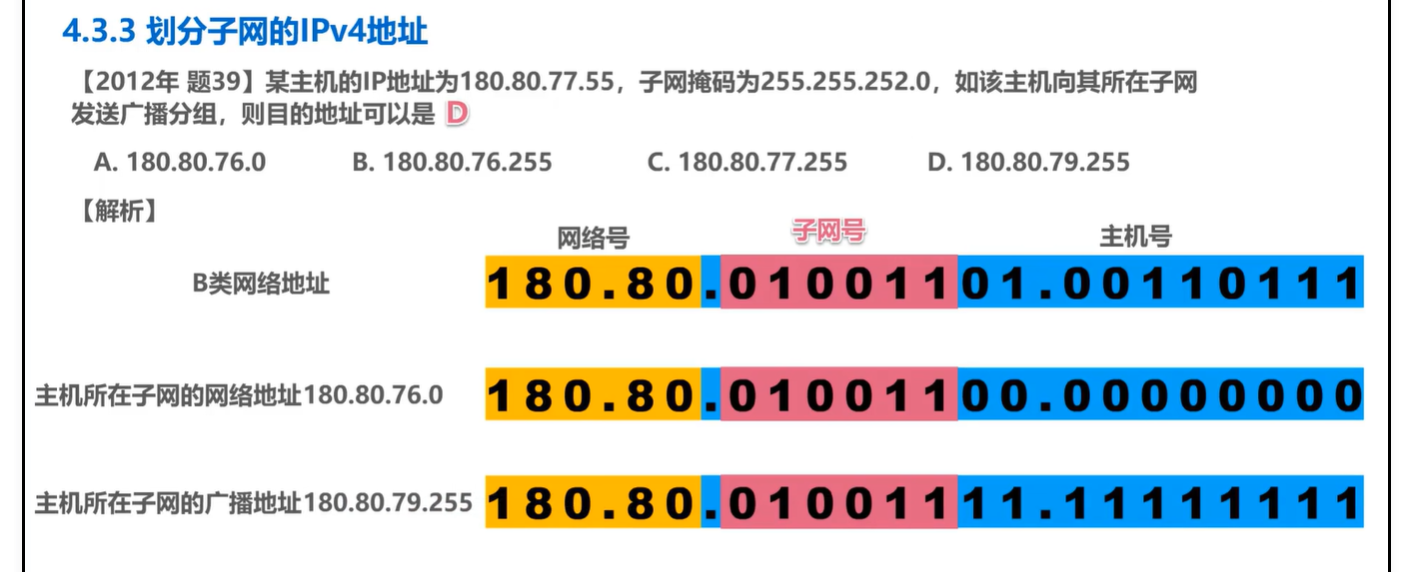 4.3.3 划分子网的IPv4地址
【2012年 题39】某主机的IP地址为180.80.77.55，子网掩码为255.255.252.0，如该主机向其所在子网
发送广播分组，则目的地址可以是 D
A. 180.80.76.0 B. 180.80.76.255 C. 180.80.77.255 D. 180.80.79.255
【解析】
网络号 子网号 主机号
B类网络地址 180.80.01001101.00110111
主机所在子网的网络地址180.80.76.0 180.80.01001100.00000000
主机所在子网的广播地址180.80.79.255 180.80.01001111.11111111